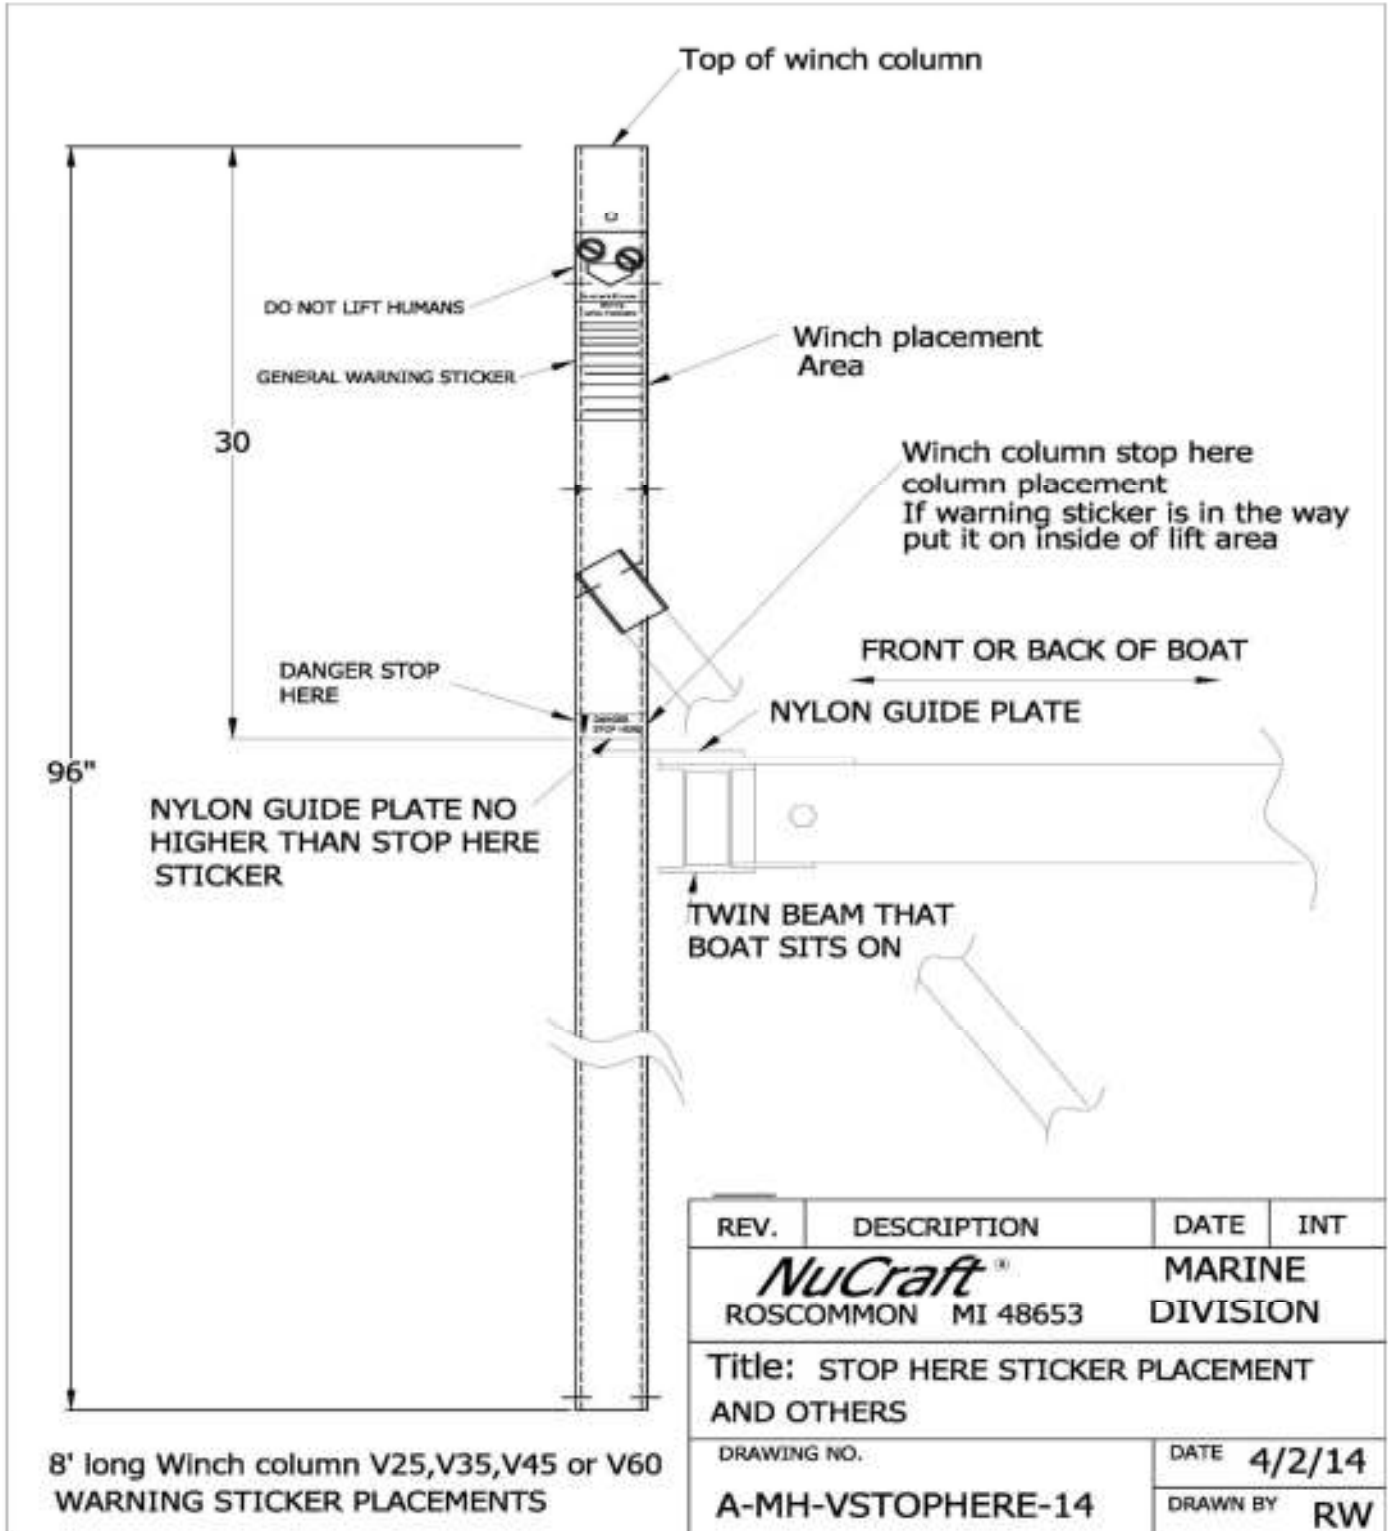 Top of winch column
DO NOT LIFT HUMANS
GENERAL WARNING STICKER
Winch placement
Area
30
Winch column stop here
column placement
If warning sticker is in the way
put it on inside of lift area
FRONT OR BACK OF BOAT
DANGER STOP
HERE
DANGER
STOP HERE
NYLON GUIDE PLATE
96"
NYLON GUIDE PLATE NO
HIGHER THAN STOP HERE
STICKER
TWIN BEAM THAT
BOAT SITS ON
REV. DESCRIPTION DATE INT
NuCraft ® MARINE
ROSCOMMON MI 48653 DIVISION
Title: STOP HERE STICKER PLACEMENT
AND OTHERS
DRAWING NO. DATE 4/2/14
A-MH-VSTOPHERE-14 DRAWN BY RW
8' long Winch column V25,V35,V45 or V60
WARNING STICKER PLACEMENTS